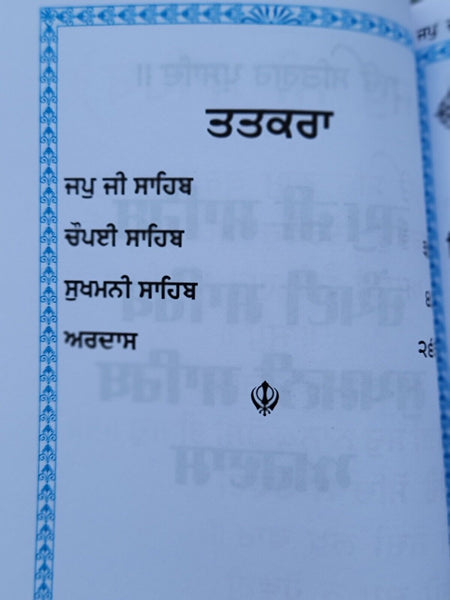 ਤਤਕਰਾ
ਜਪੁ ਜੀ ਸਾਹਿਬ
ਚੌਪਈ ਸਾਹਿਬ
ਸੁਖਮਨੀ ਸਾਹਿਬ
ਅਰਦਾਸ